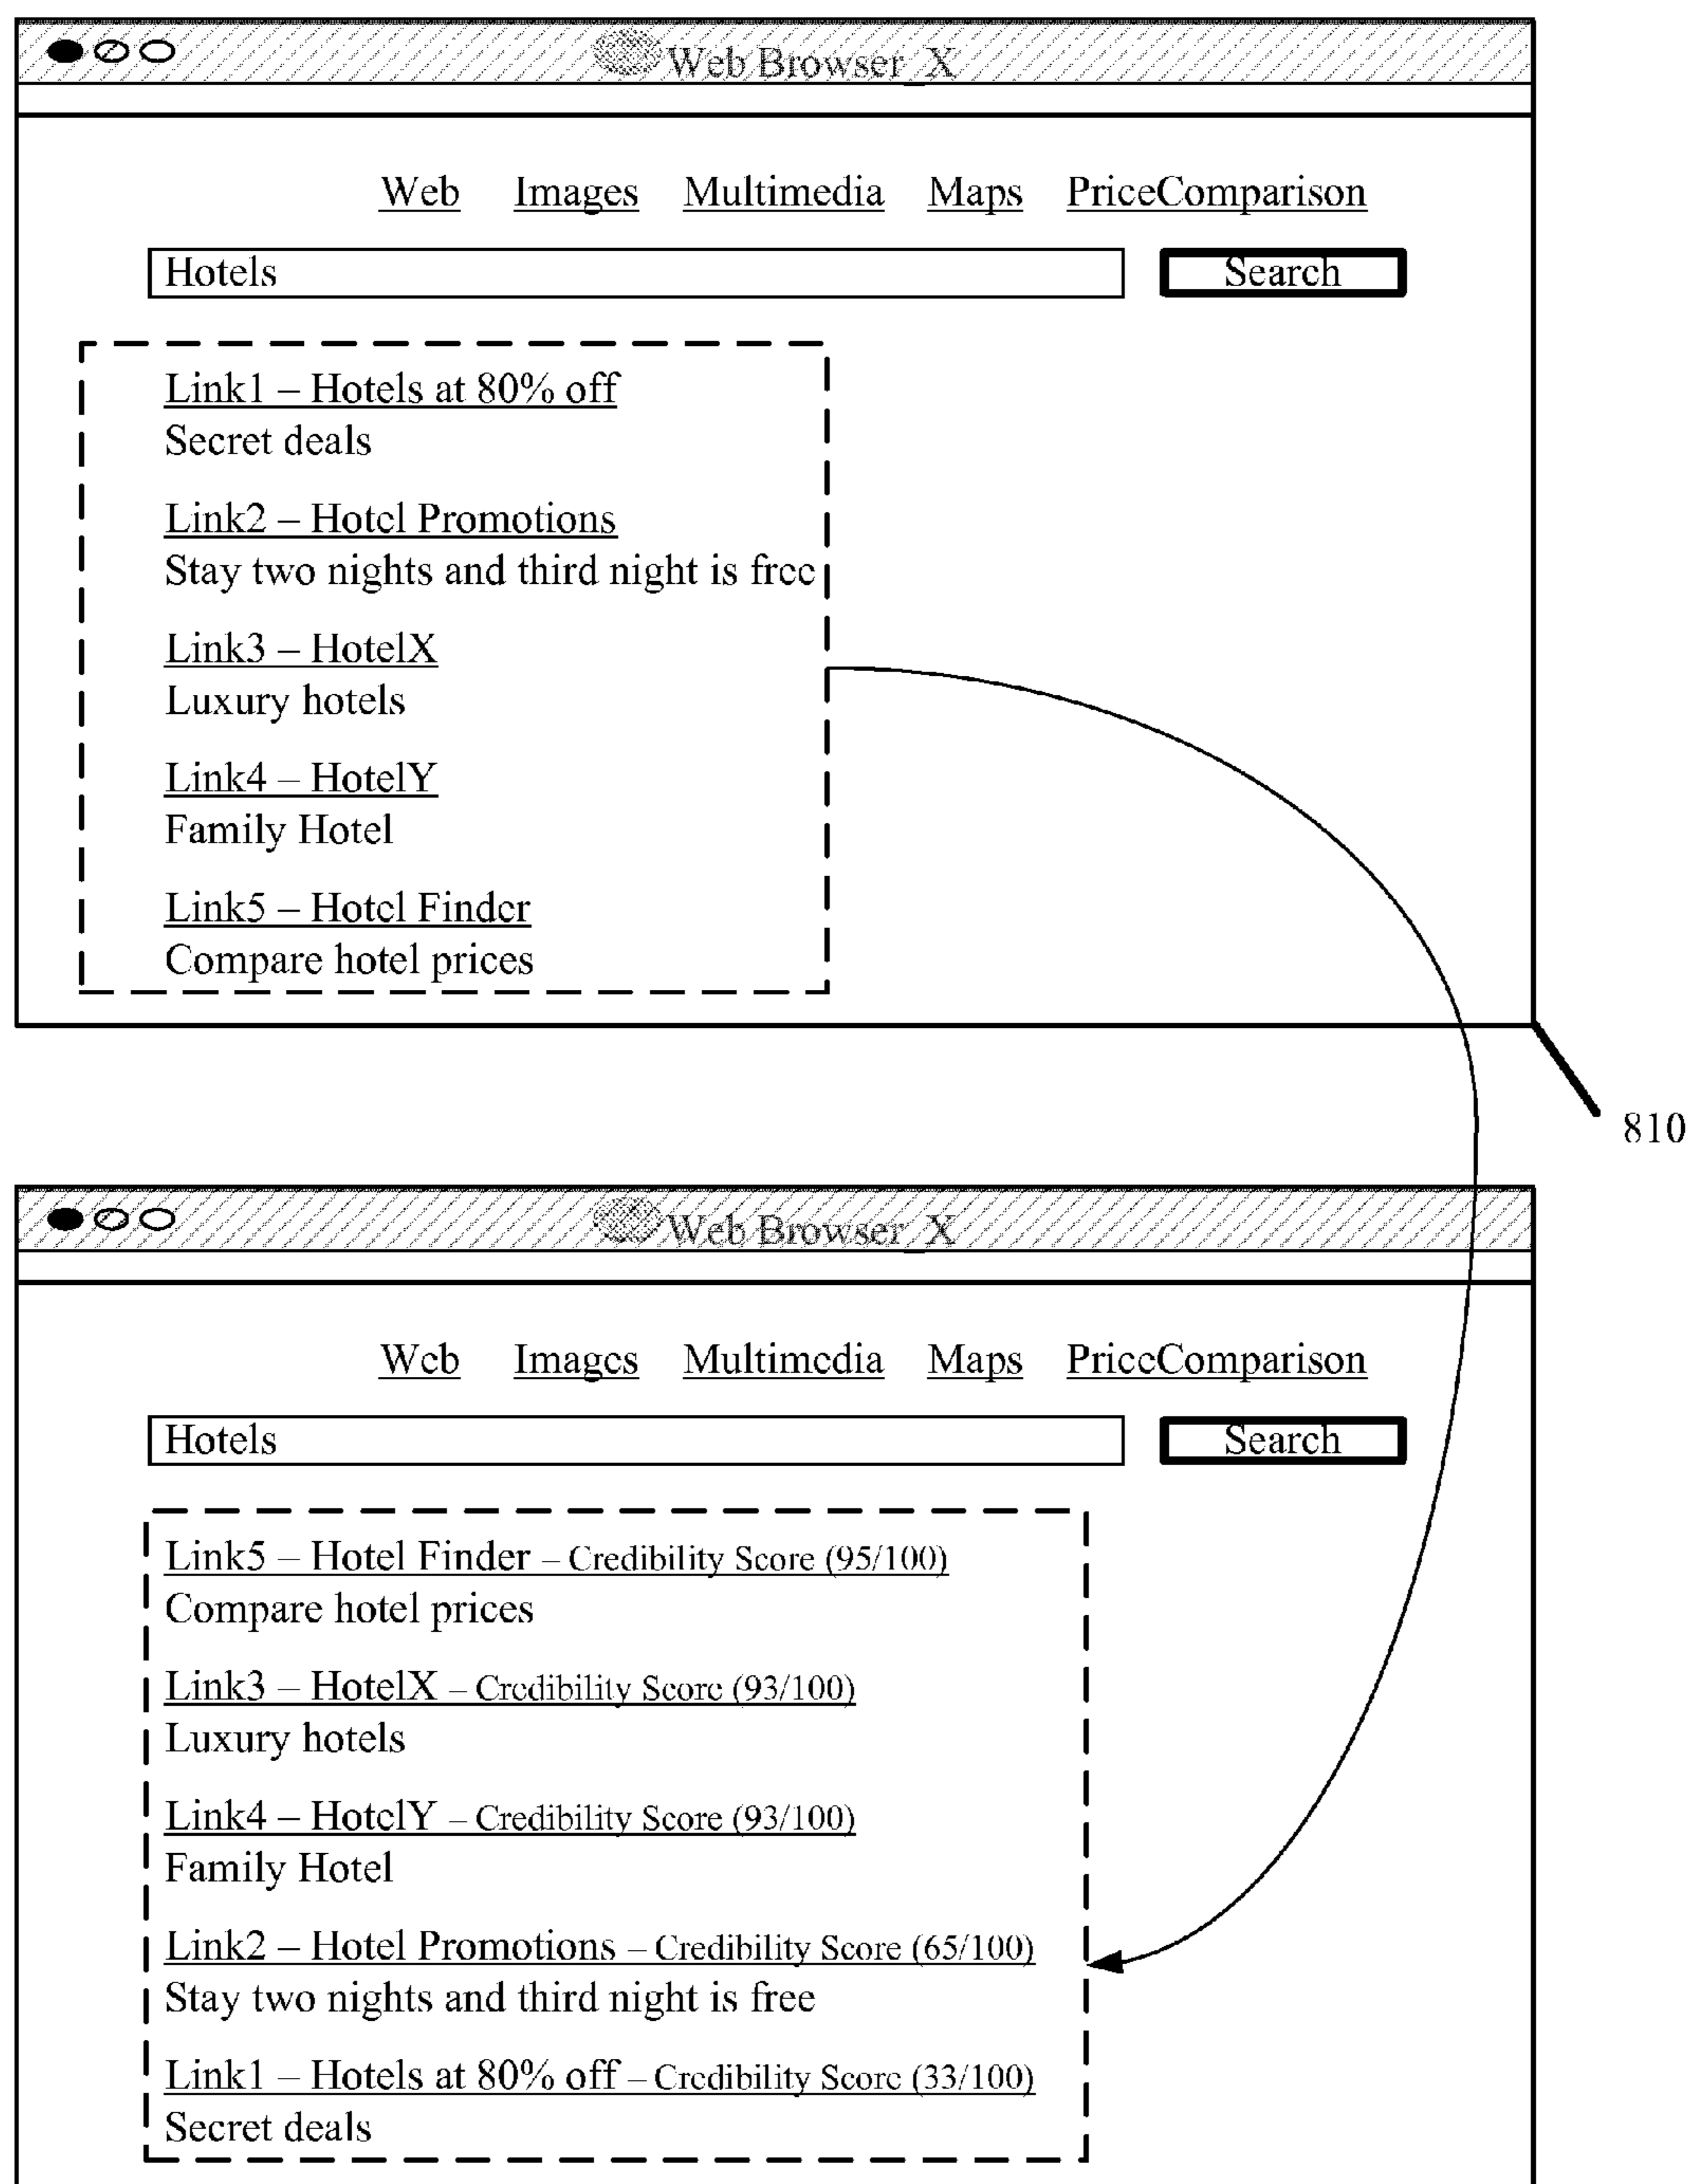 Web Browser_X
Web Images Multimedia Maps PriceComparison
Hotels Search
Link1 – Hotels at 80% off
Secret deals
Link2 – Hotel Promotions
Stay two nights and third night is free
Link3 – HotelX
Luxury hotels
Link4 – HotelY
Family Hotel
Link5 – Hotel Finder
Compare hotel prices
810
Web Browser_X
Web Images Multimedia Maps PriceComparison
Hotels Search
Link5 – Hotel Finder – Credibility Score (95/100)
Compare hotel prices
Link3 – HotelX – Credibility Score (93/100)
Luxury hotels
Link4 – HotelY – Credibility Score (93/100)
Family Hotel
Link2 – Hotel Promotions – Credibility Score (65/100)
Stay two nights and third night is free
Link1 – Hotels at 80% off – Credibility Score (33/100)
Secret deals